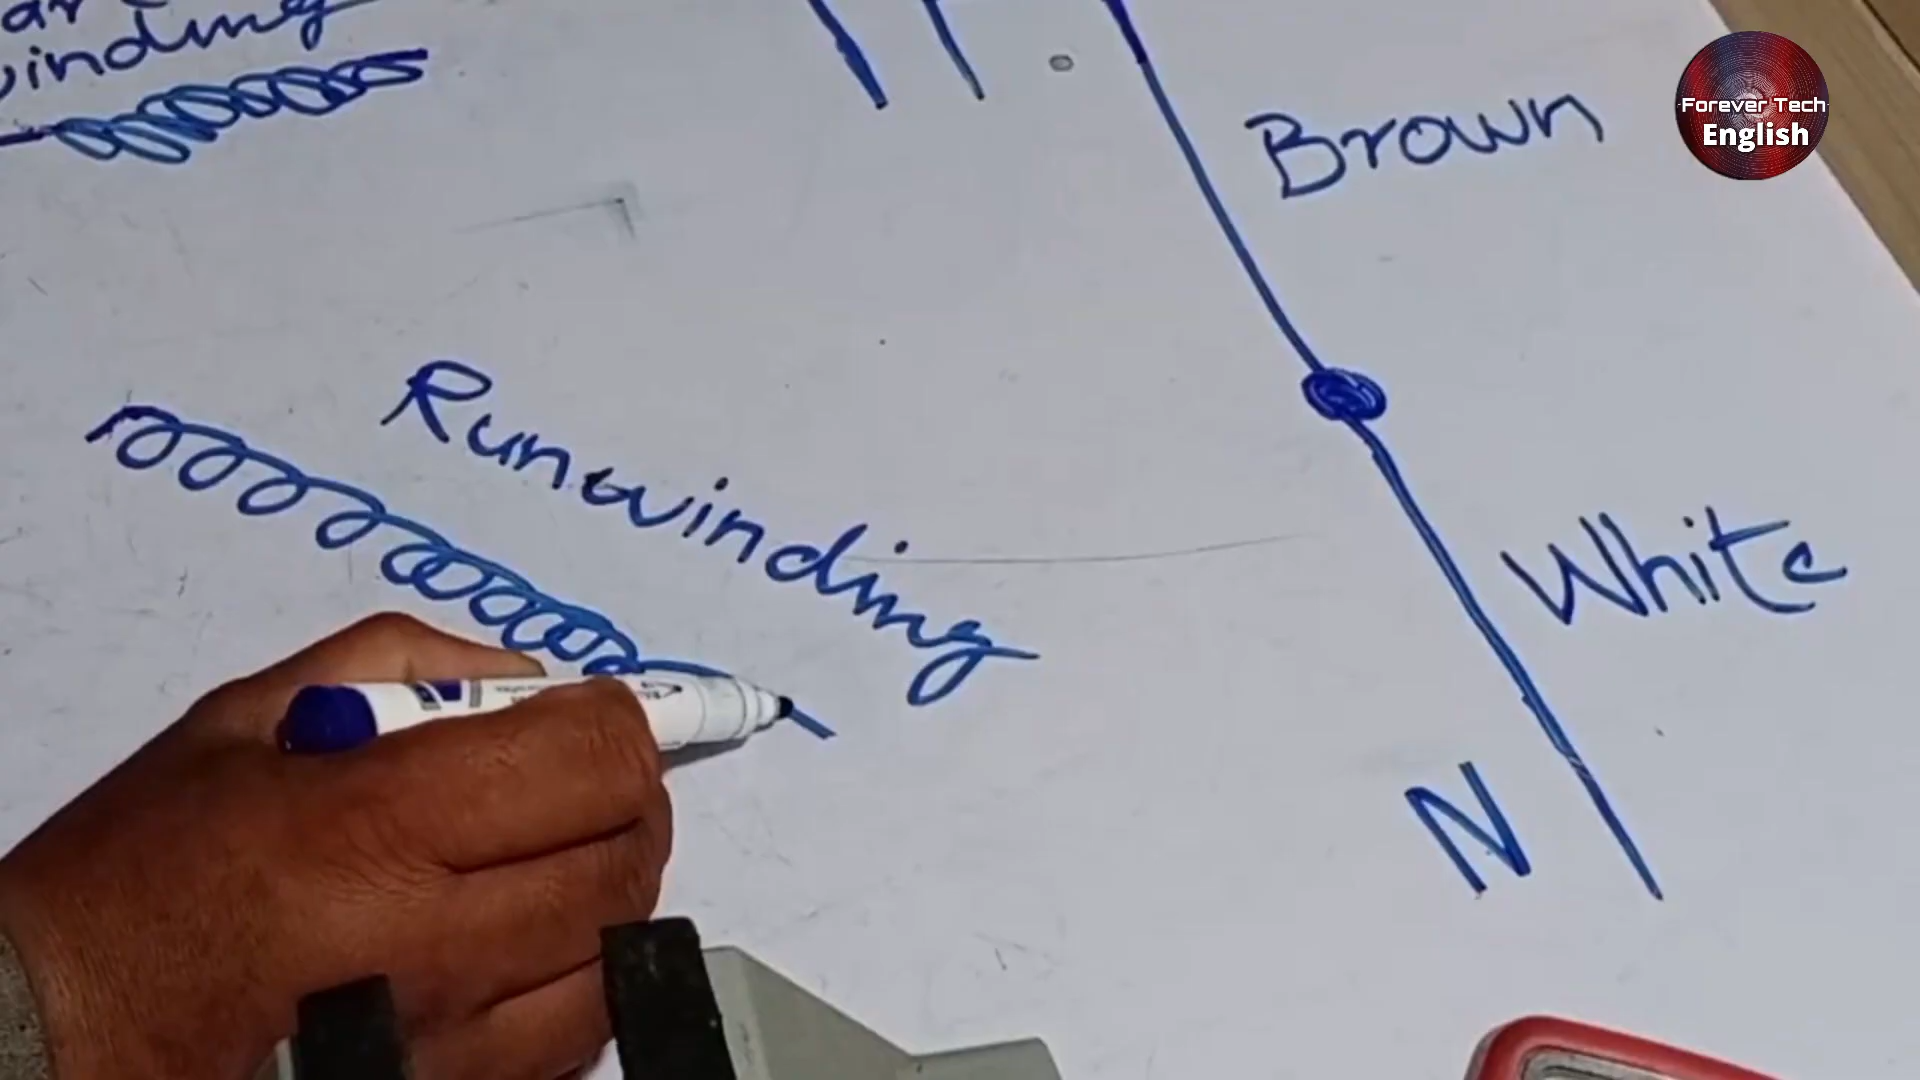 winding
Brown
Forever Tech
English
Runwinding
White
N